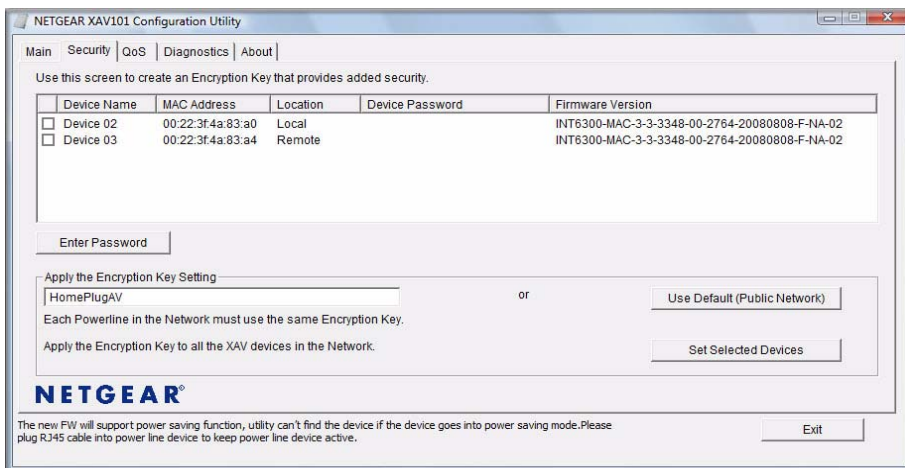 NETGEAR XAV101 Configuration Utility
Main Security QoS Diagnostics About
Use this screen to create an Encryption Key that provides added security.
Device Name MAC Address Location Device Password Firmware Version
Device 02 00:22:3f:4a:83:a0 Local INT6300-MAC-3-3-3348-00-2764-20080808-F-NA-02
Device 03 00:22:3f:4a:83:a4 Remote INT6300-MAC-3-3-3348-00-2764-20080808-F-NA-02
Enter Password
Apply the Encryption Key Setting
HomePlugAV or Use Default (Public Network)
Each Powerline in the Network must use the same Encryption Key.
Apply the Encryption Key to all the XAV devices in the Network. Set Selected Devices
NETGEAR®
The new FW will support power saving function, utility can't find the device if the device goes into power saving mode.Please
plug RJ45 cable into power line device to keep power line device active.
Exit